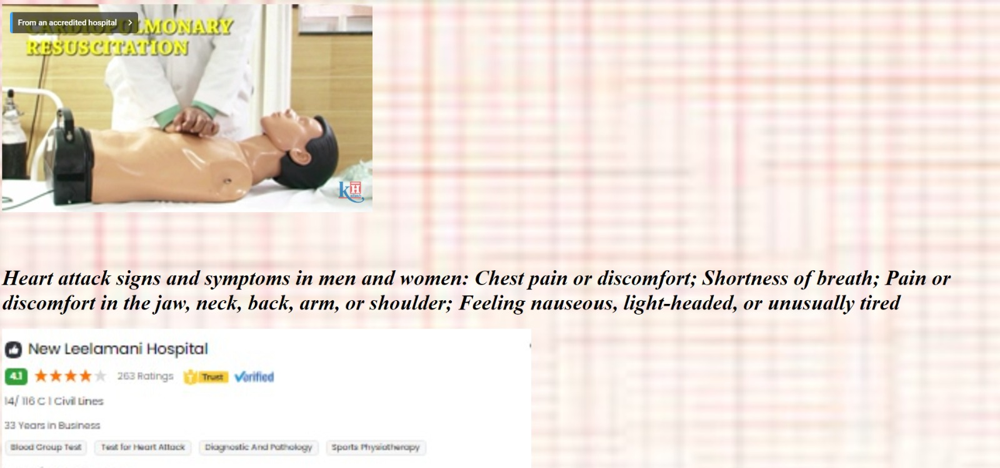 From an accredited hospital >
CARDIOPULMONARY
RESUSCITATION
kH
Heart attack signs and symptoms in men and women: Chest pain or discomfort; Shortness of breath; Pain or
discomfort in the jaw, neck, back, arm, or shoulder; Feeling nauseous, light-headed, or unusually tired
New Leelamani Hospital
4.1 263 Ratings Trust Verified
14/ 116 C 1 Civil Lines
33 Years in Business
Blood Group Test Test for Heart Attack Diagnostic And Pathology Sports Physiotherapy